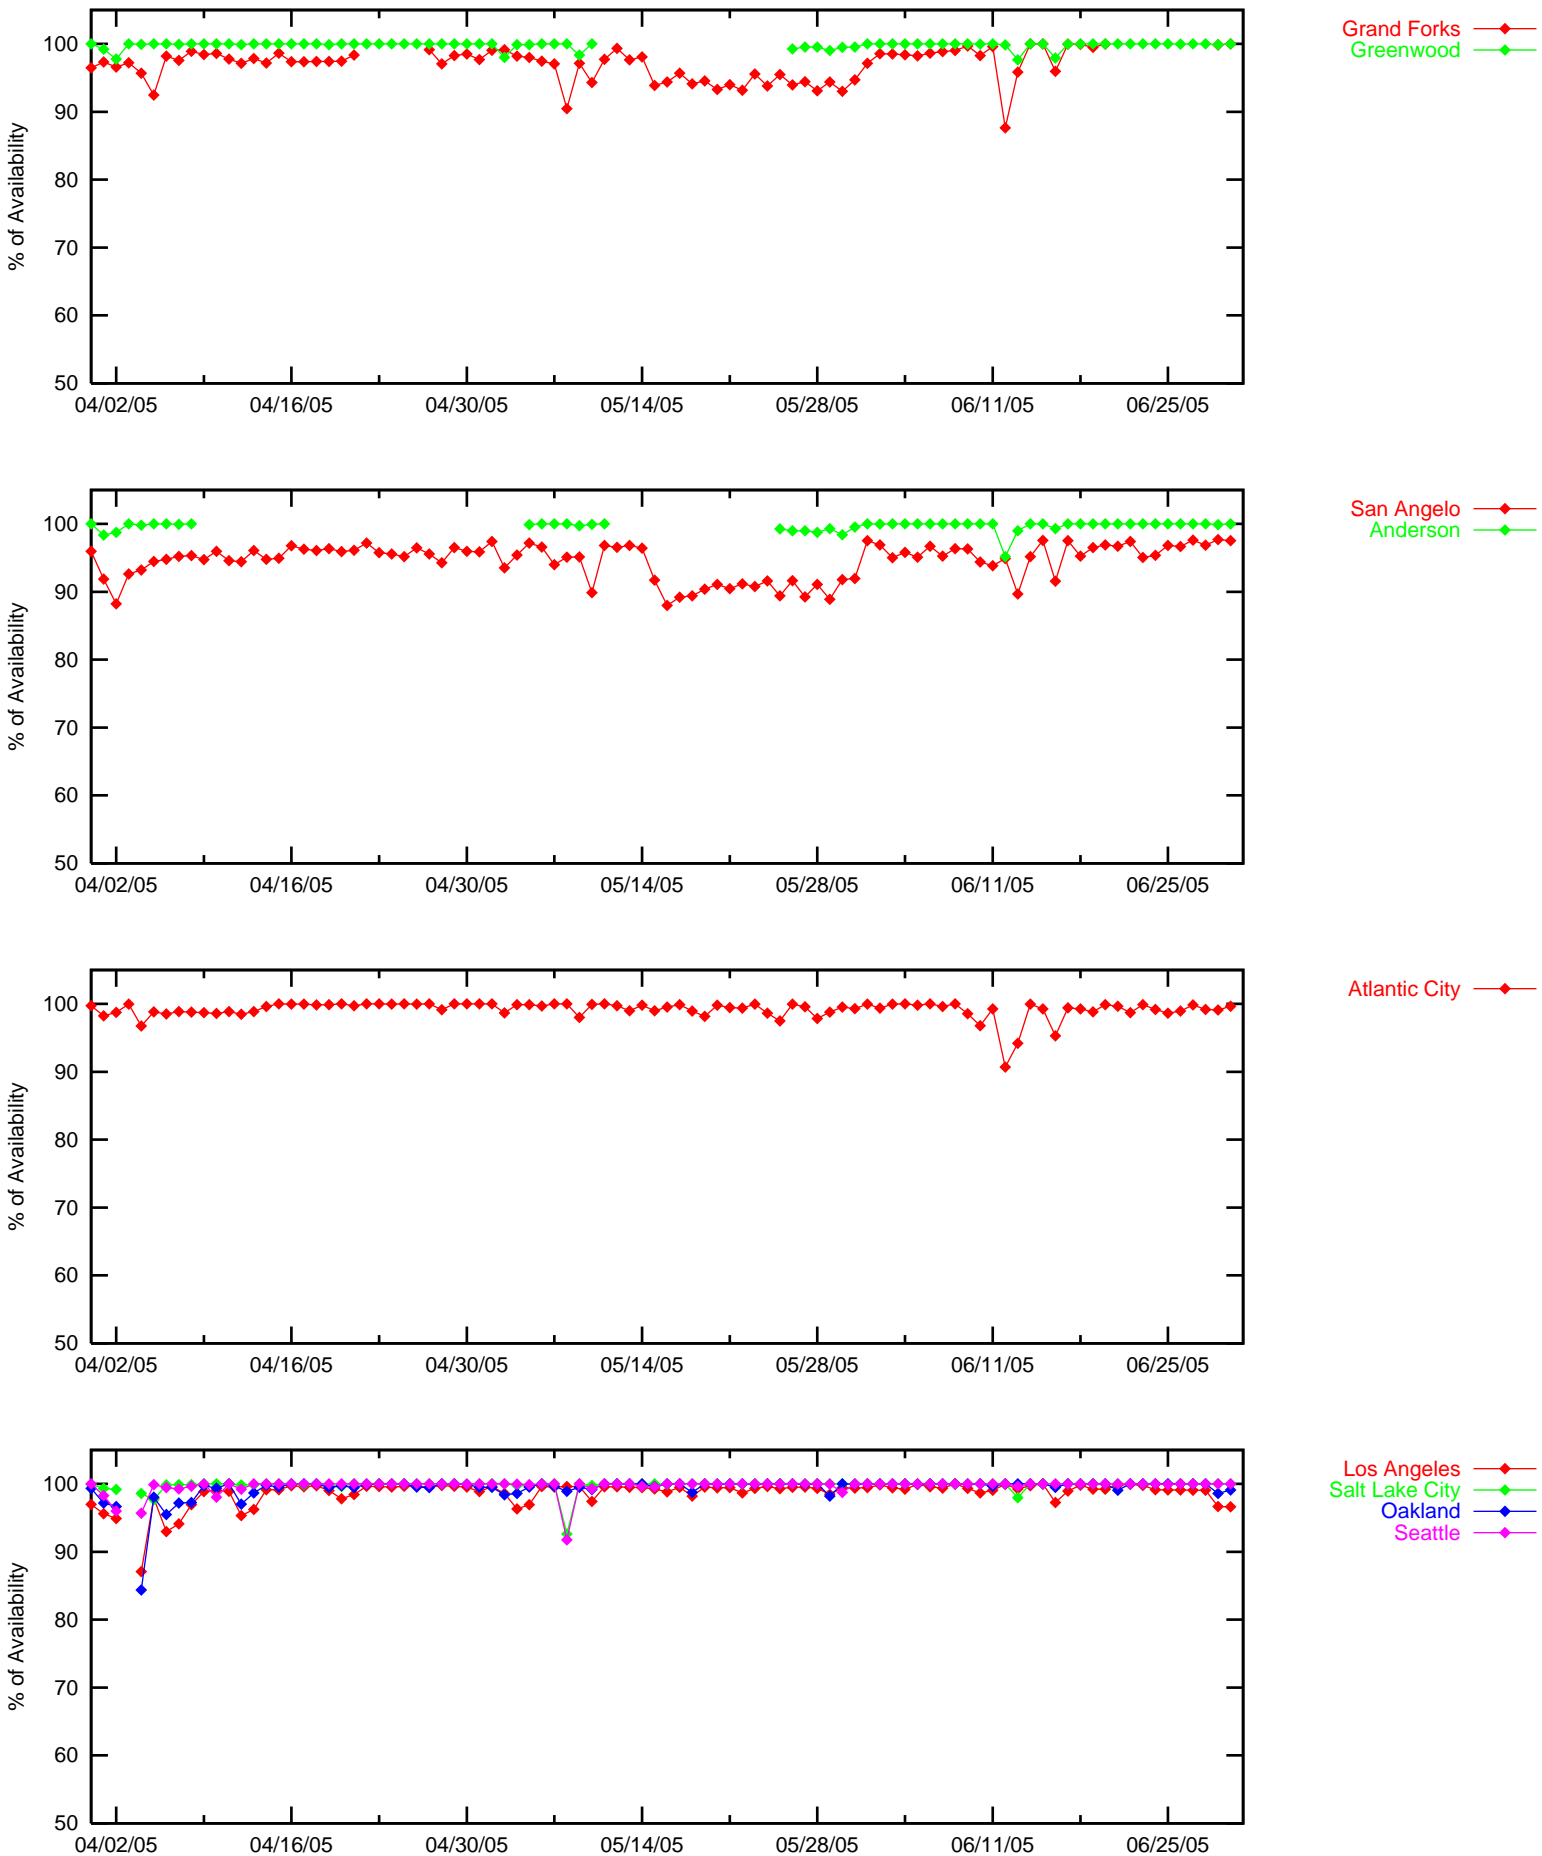 % of Availability
100
90
80
70
60
50
04/02/05 04/16/05 04/30/05 05/14/05 05/28/05 06/11/05 06/25/05
Grand Forks
Greenwood
% of Availability
100
90
80
70
60
50
04/02/05 04/16/05 04/30/05 05/14/05 05/28/05 06/11/05 06/25/05
San Angelo
Anderson
% of Availability
100
90
80
70
60
50
04/02/05 04/16/05 04/30/05 05/14/05 05/28/05 06/11/05 06/25/05
Atlantic City
% of Availability
100
90
80
70
60
50
04/02/05 04/16/05 04/30/05 05/14/05 05/28/05 06/11/05 06/25/05
Los Angeles
Salt Lake City
Oakland
Seattle